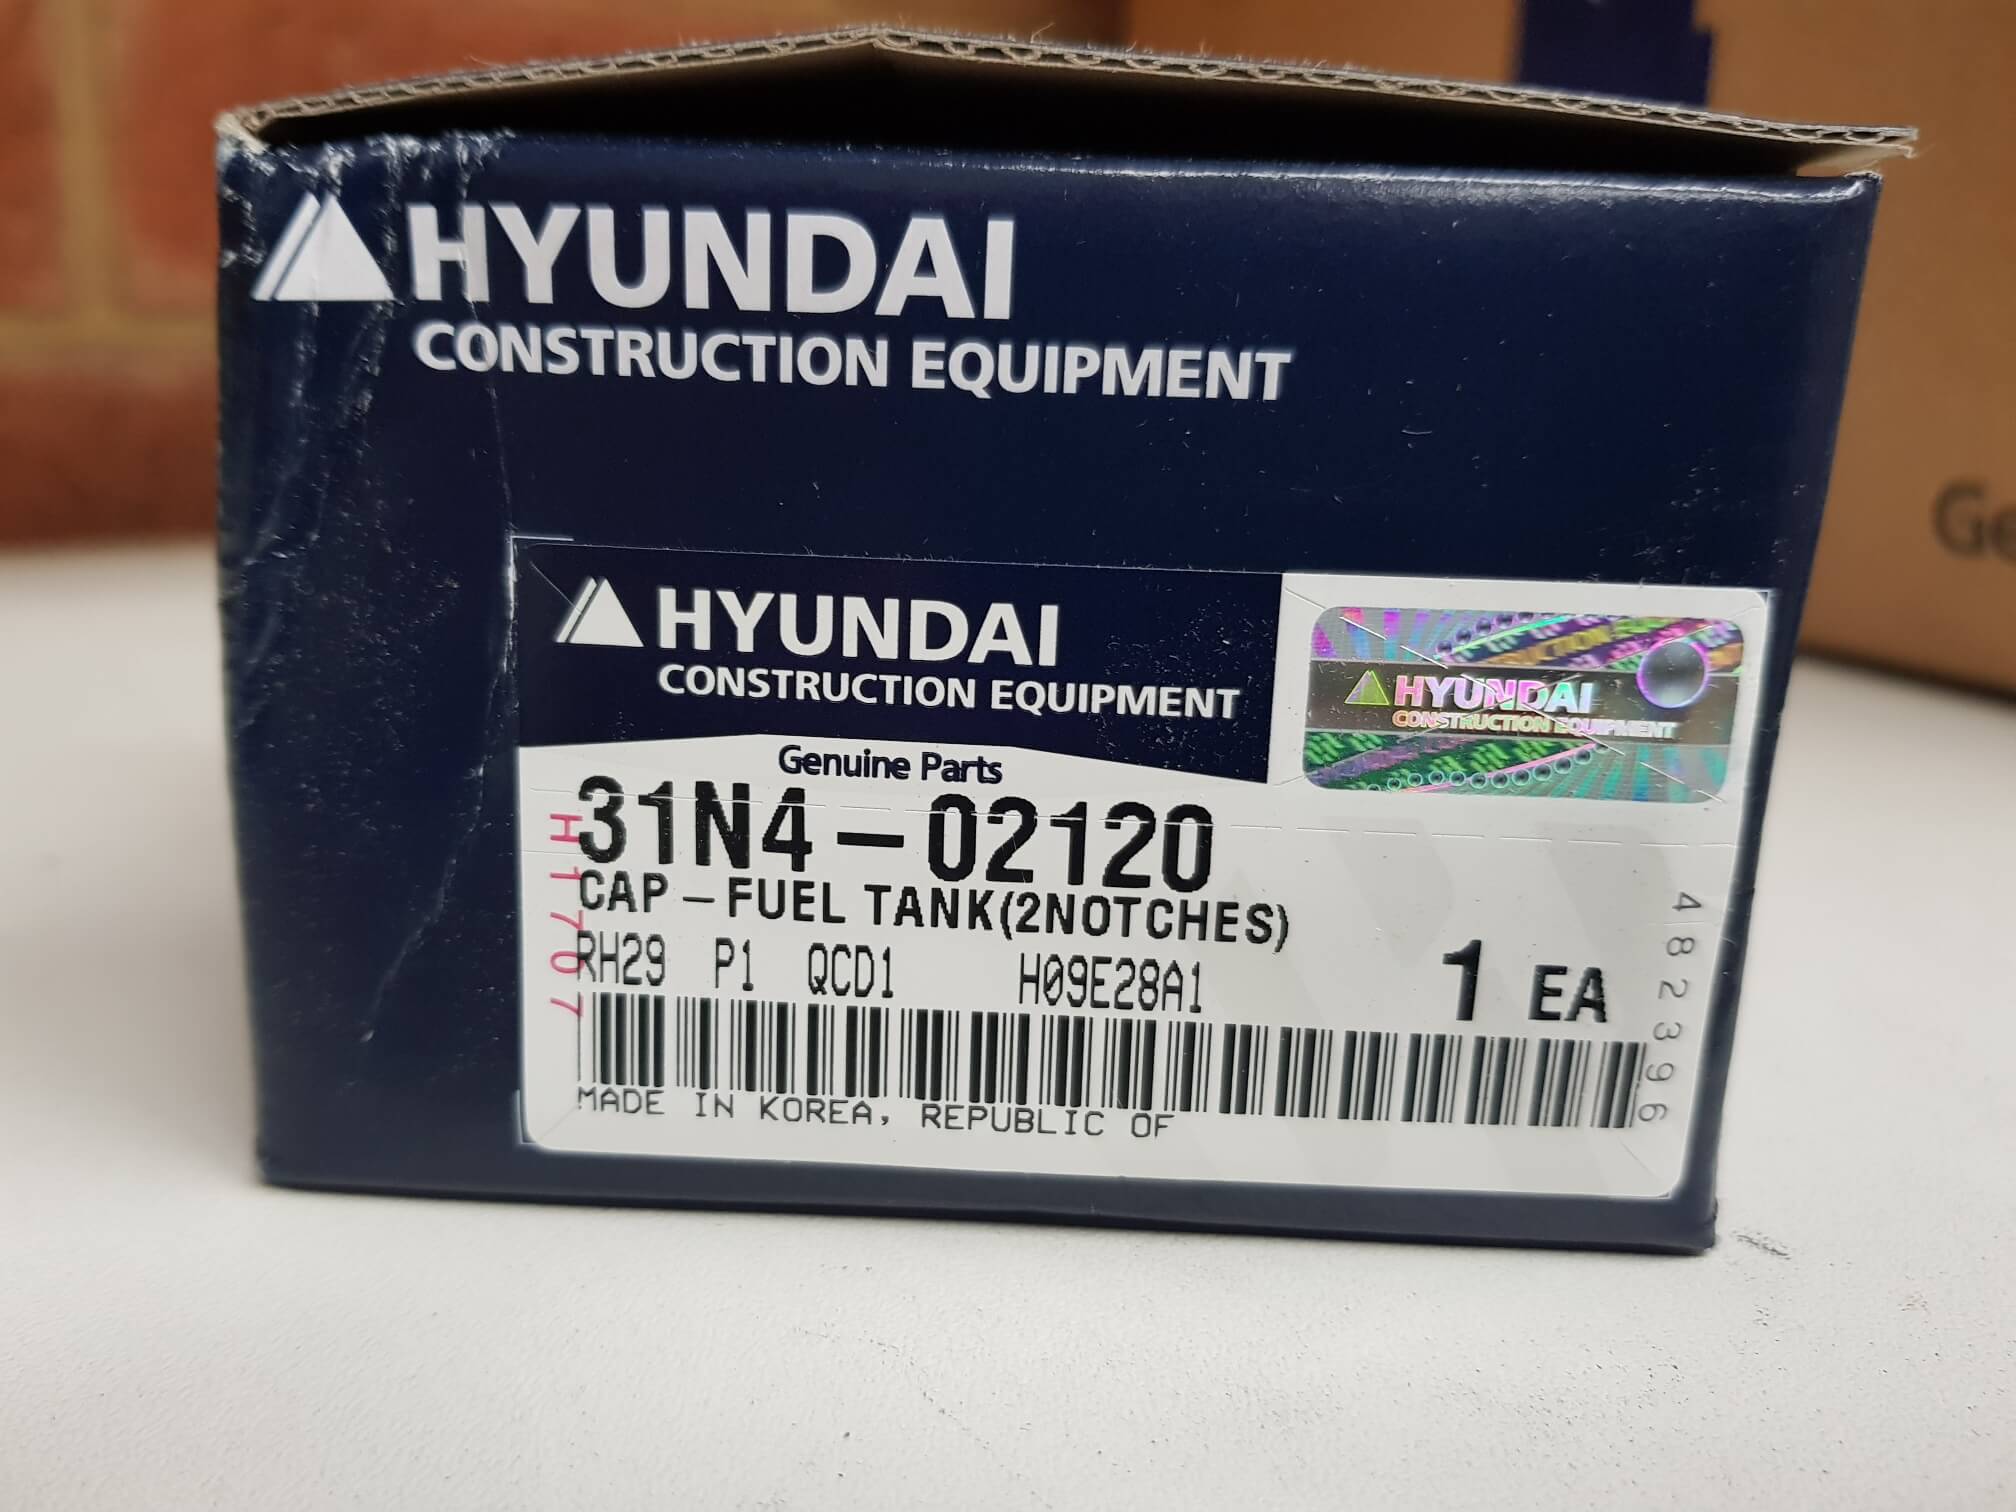 HYUNDAI
CONSTRUCTION EQUIPMENT
HYUNDAI
CONSTRUCTION EQUIPMENT
HYUNDAI
CONSTRUCTION EQUIPMENT
Genuine Parts
31N4-02120
CAP-FUEL TANK(2NOTCHES)
RH29 P1 QCD1 H09E28A1
1 EA
MADE IN KOREA, REPUBLIC OF
H1707
4823396
Ge